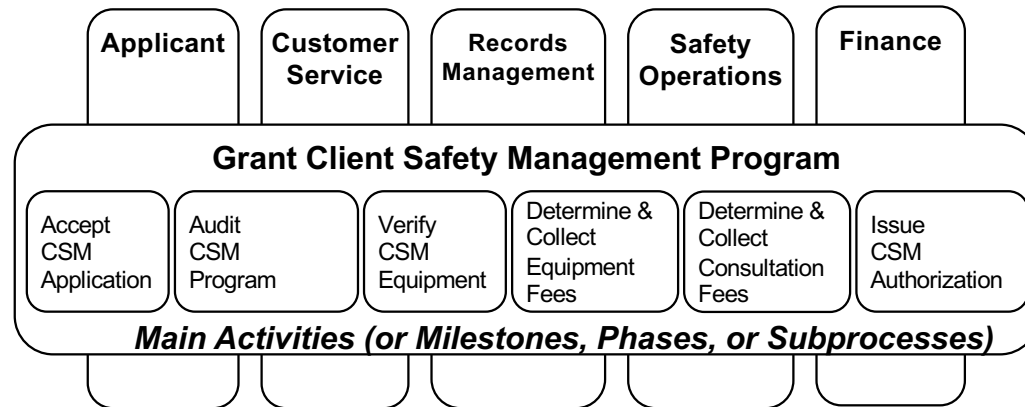 Applicant
Customer
Service
Records
Management
Safety
Operations
Finance
Grant Client Safety Management Program
Accept
CSM
Application
Audit
CSM
Program
Verify
CSM
Equipment
Determine &
Collect
Equipment
Fees
Determine &
Collect
Consultation
Fees
Issue
CSM
Authorization
Main Activities (or Milestones, Phases, or Subprocesses)